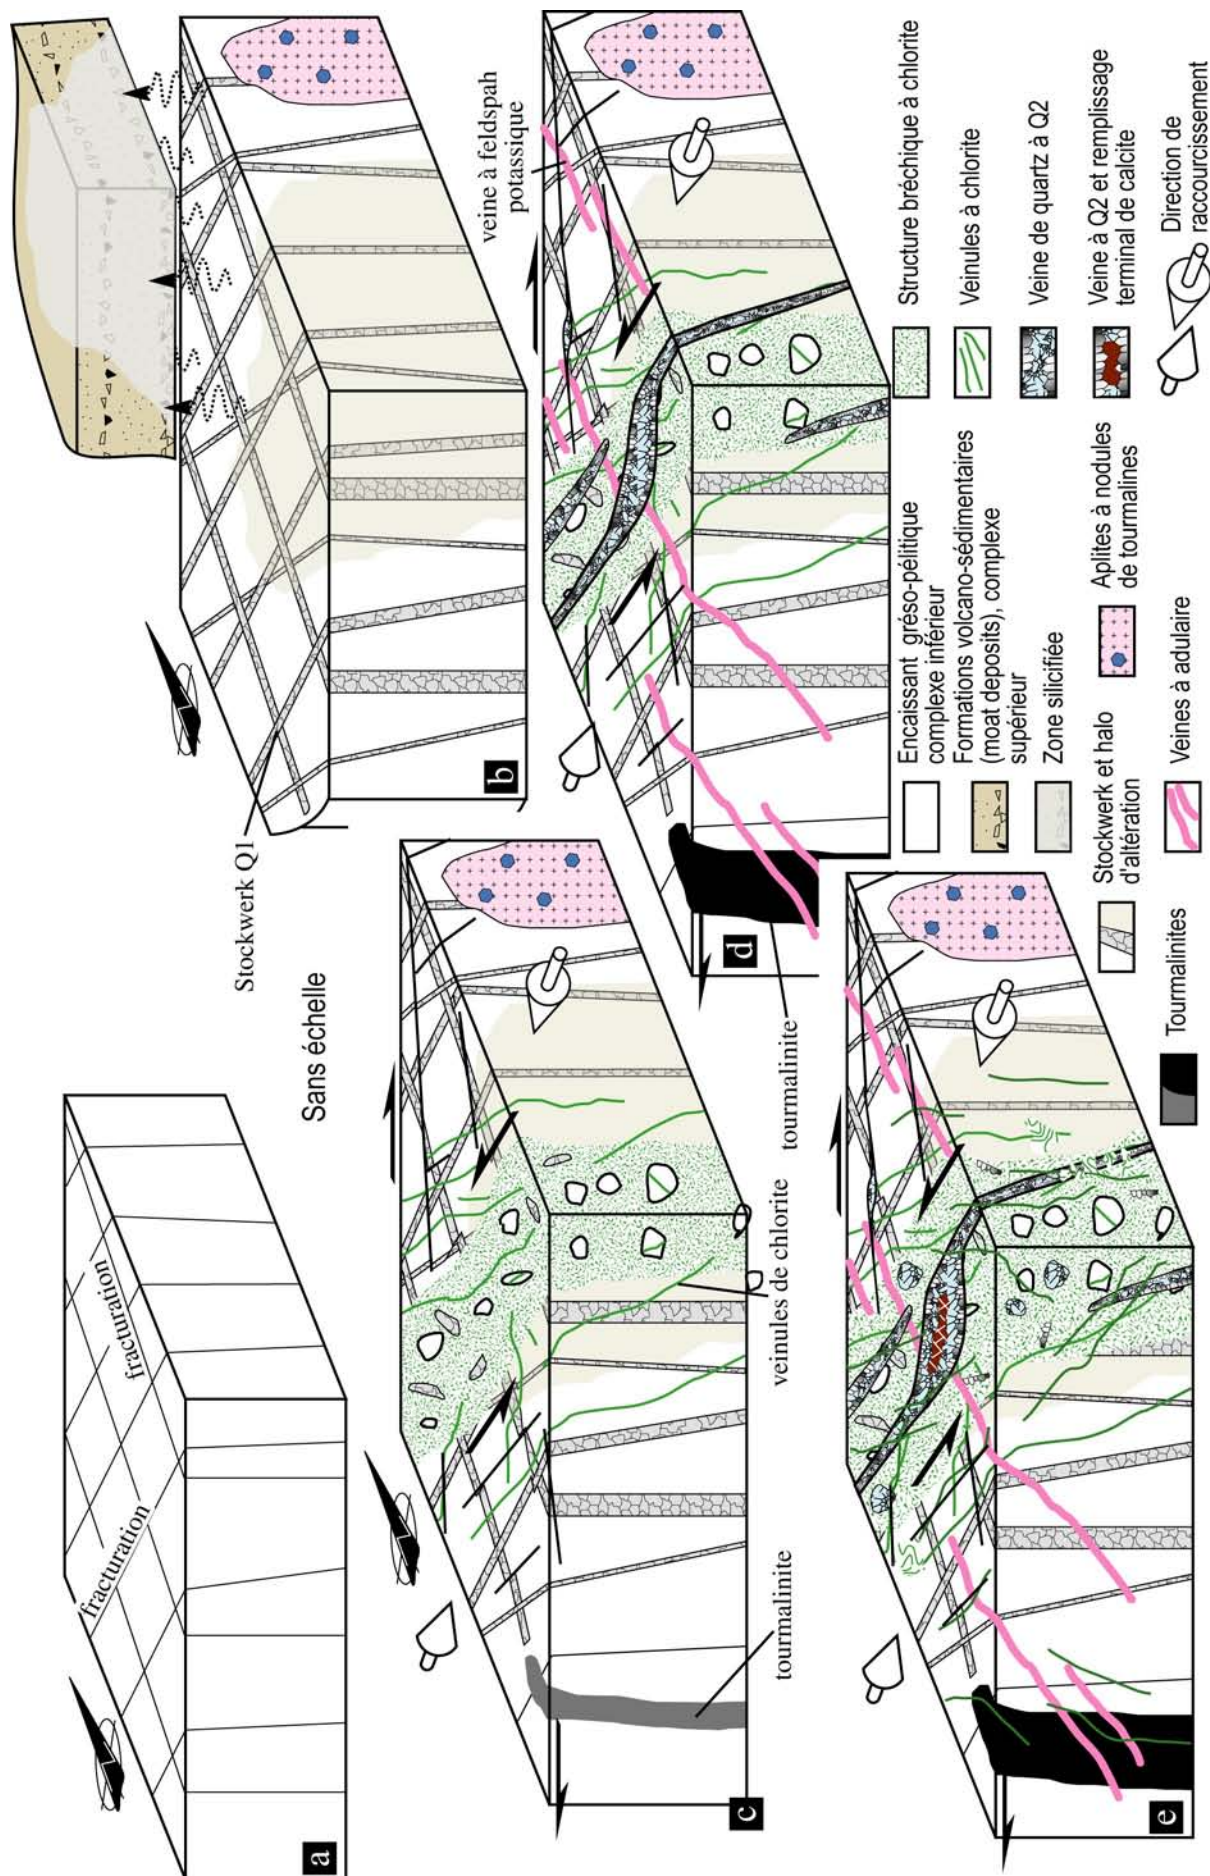 a
fracturation
fracturation
Sans échelle
b
Stockwerk Q1
c
tourmalinite
veinules de chlorite
d
tourmalinite
veine à feldspah
potassique
e
Encaissant gréso-pélitique
complexe inférieur
Formations volcano-sédimentaires
(moat deposits), complexe
supérieur
Zone silicifiée
Stockwerk et halo
d'altération
Aplites à nodules
de tourmalines
Tourmalinites
Veines à adulaire
Structure bréchique à chlorite
Veinules à chlorite
Veine de quartz à Q2
Veine à Q2 et remplissage
terminal de calcite
Direction de
raccourcissement